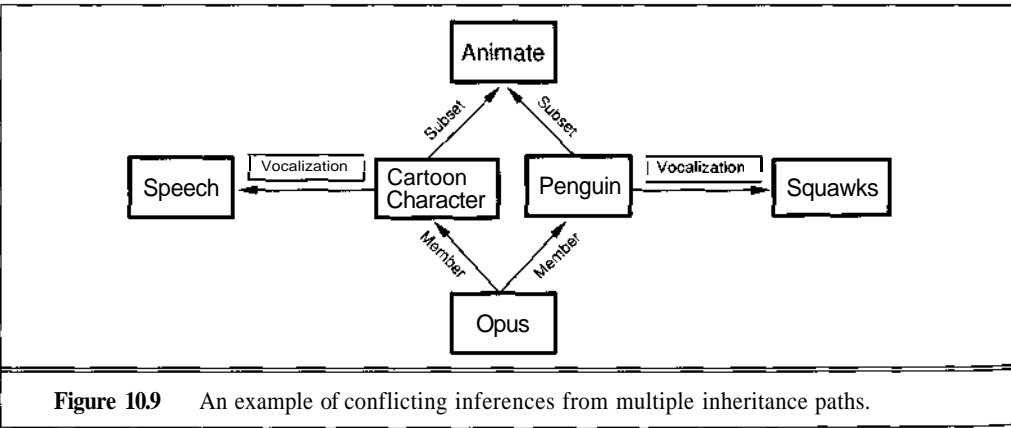 Animate
Subset
Subset
Speech
Vocalization
Cartoon
Character
Penguin
Vocalization
Squawks
Member
Member
Opus
Figure 10.9 An example of conflicting inferences from multiple inheritance paths.